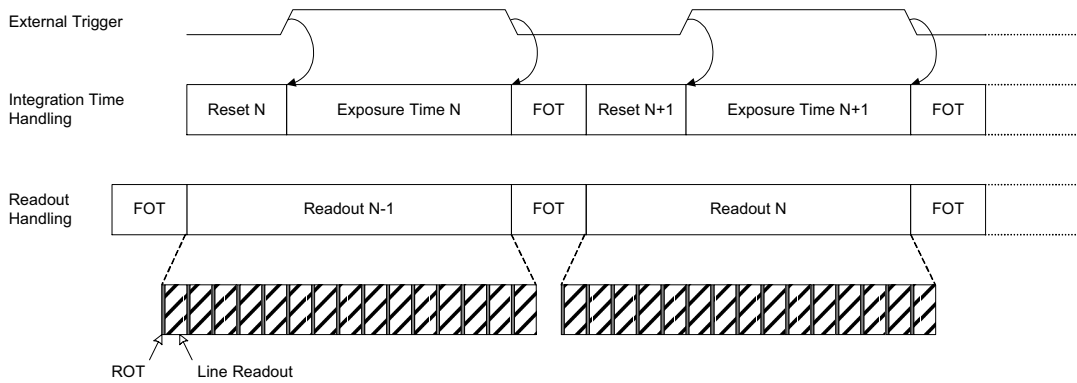 External Trigger
Integration Time
Handling
Reset N
Exposure Time N
FOT
Reset N+1
Exposure Time N+1
FOT
Readout
Handling
FOT
Readout N-1
FOT
Readout N
FOT
ROT
Line Readout